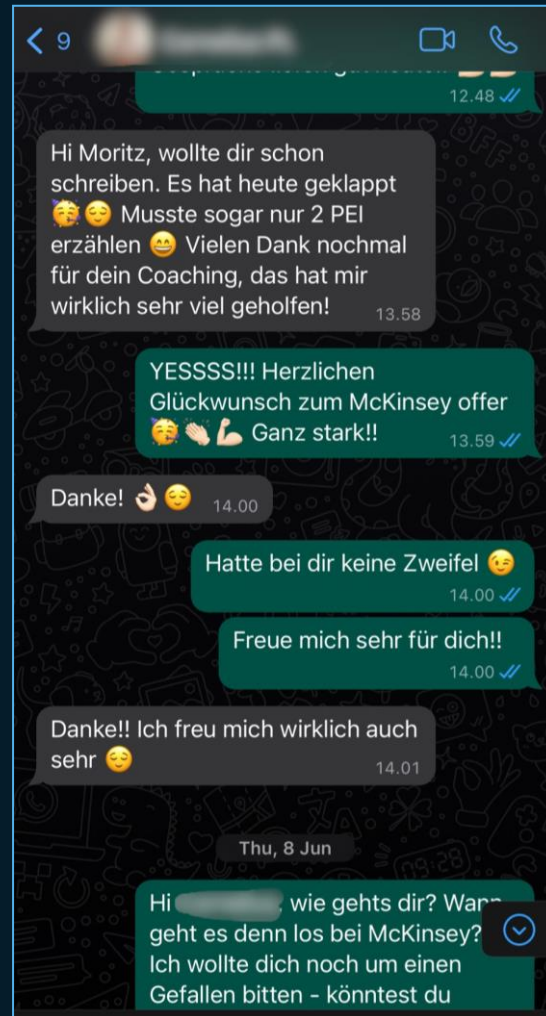 9
12.48
Hi Moritz, wollte dir schon
schreiben. Es hat heute geklappt
🥳😌 Musste sogar nur 2 PEI
erzählen 😄 Vielen Dank nochmal
für dein Coaching, das hat mir
wirklich sehr viel geholfen!
13.58
YESSSS!!! Herzlichen
Glückwunsch zum McKinsey offer
🥳👏🏻💪🏻 Ganz stark!!
13.59
Danke! 👌🏻😌
14.00
Hatte bei dir keine Zweifel 😉
14.00
Freue mich sehr für dich!!
14.00
Danke!! Ich freu mich wirklich auch
sehr 😌
14.01
Thu, 8 Jun
Hi , wie gehts dir? Wann
geht es denn los bei McKinsey?
Ich wollte dich noch um einen
Gefallen bitten - könntest du